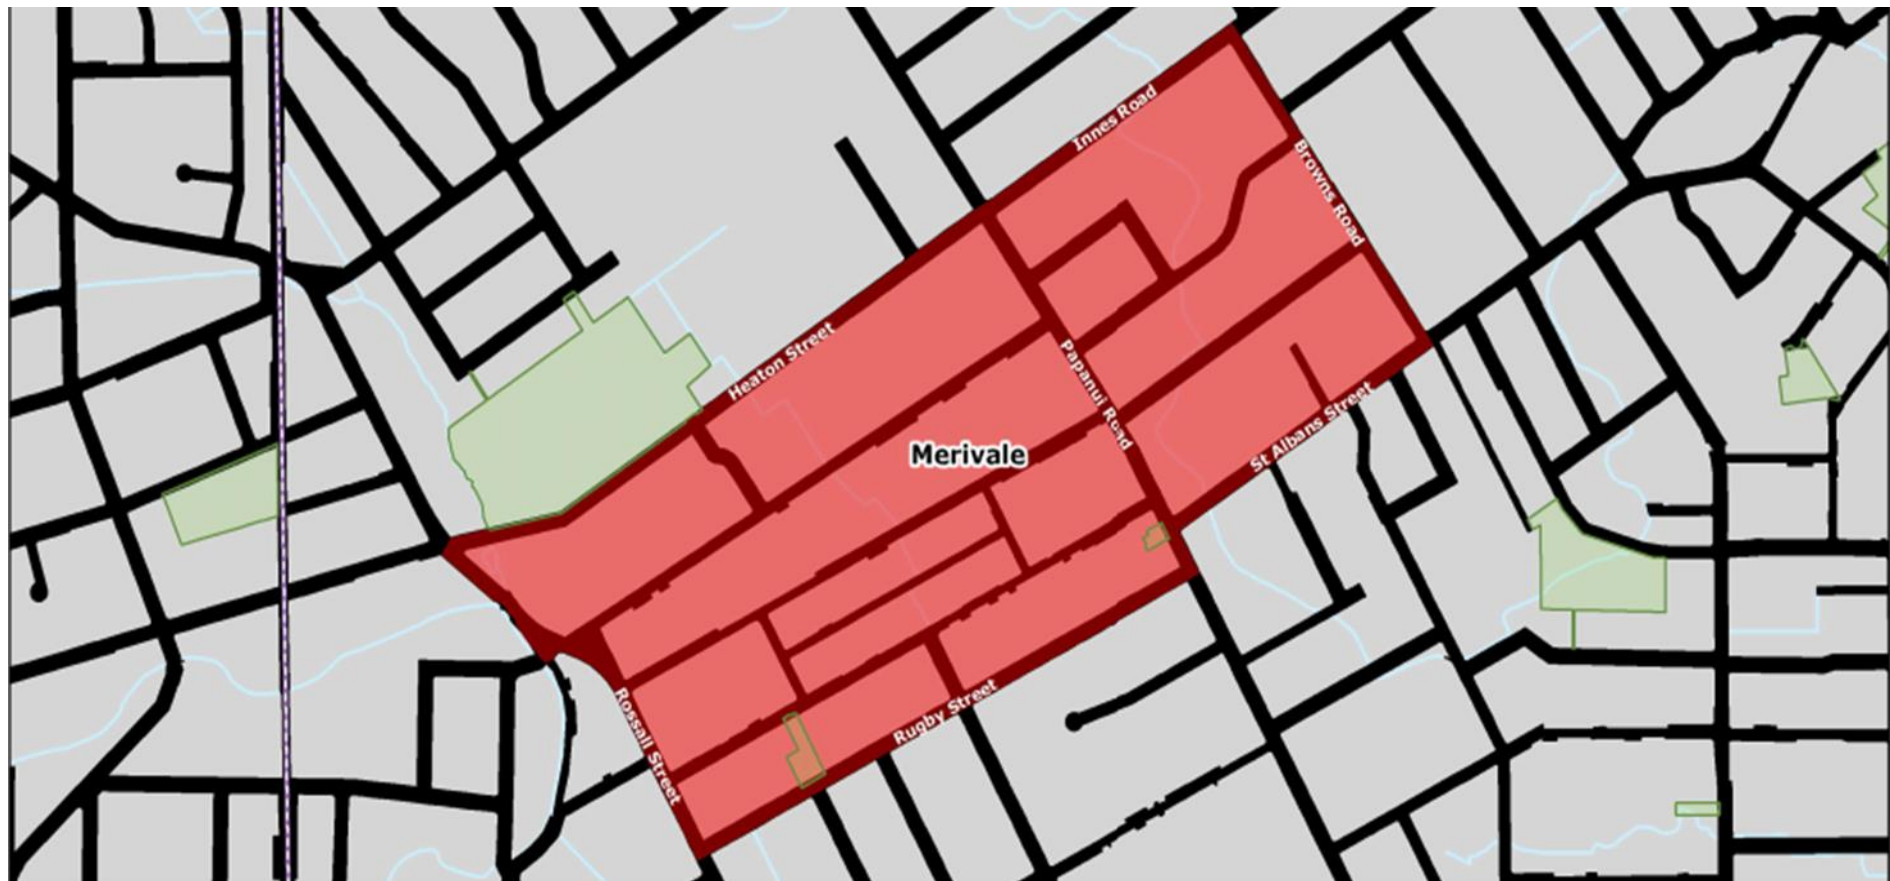 Innes Road
Browns Road
Heaton Street
Papanui Road
St Albans Street
Merivale
Rossall Street
Rugby Street